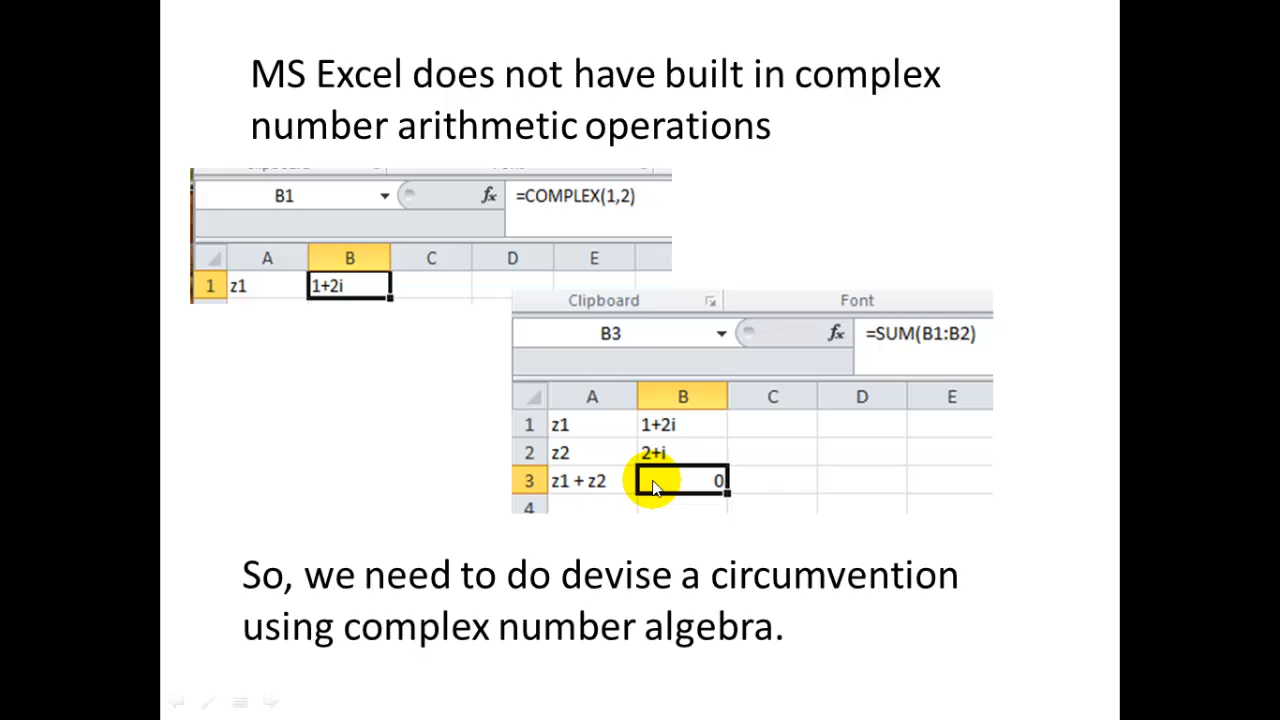 MS Excel does not have built in complex
number arithmetic operations
B1 fx =COMPLEX(1,2)
A B C D E
1 z1 1+2i
Clipboard Font
B3 fx =SUM(B1:B2)
A B C D E
1 z1 1+2i
2 z2 2+i
3 z1 + z2 0
4
So, we need to do devise a circumvention
using complex number algebra.